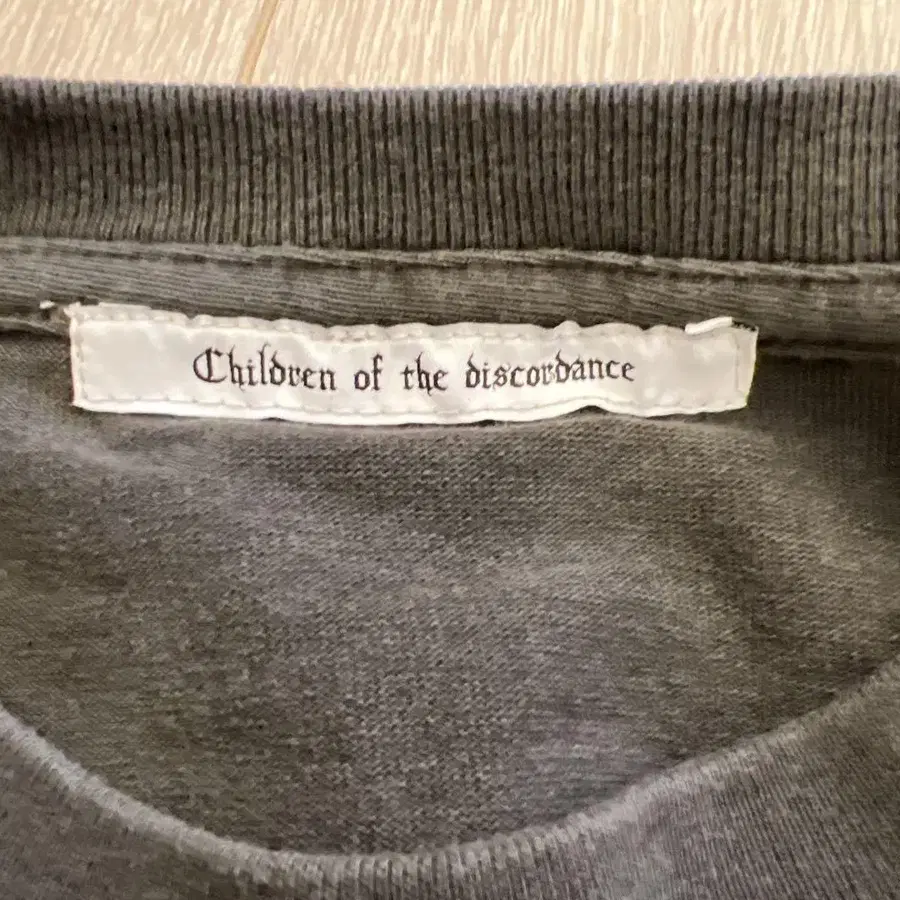 Children of the discordance